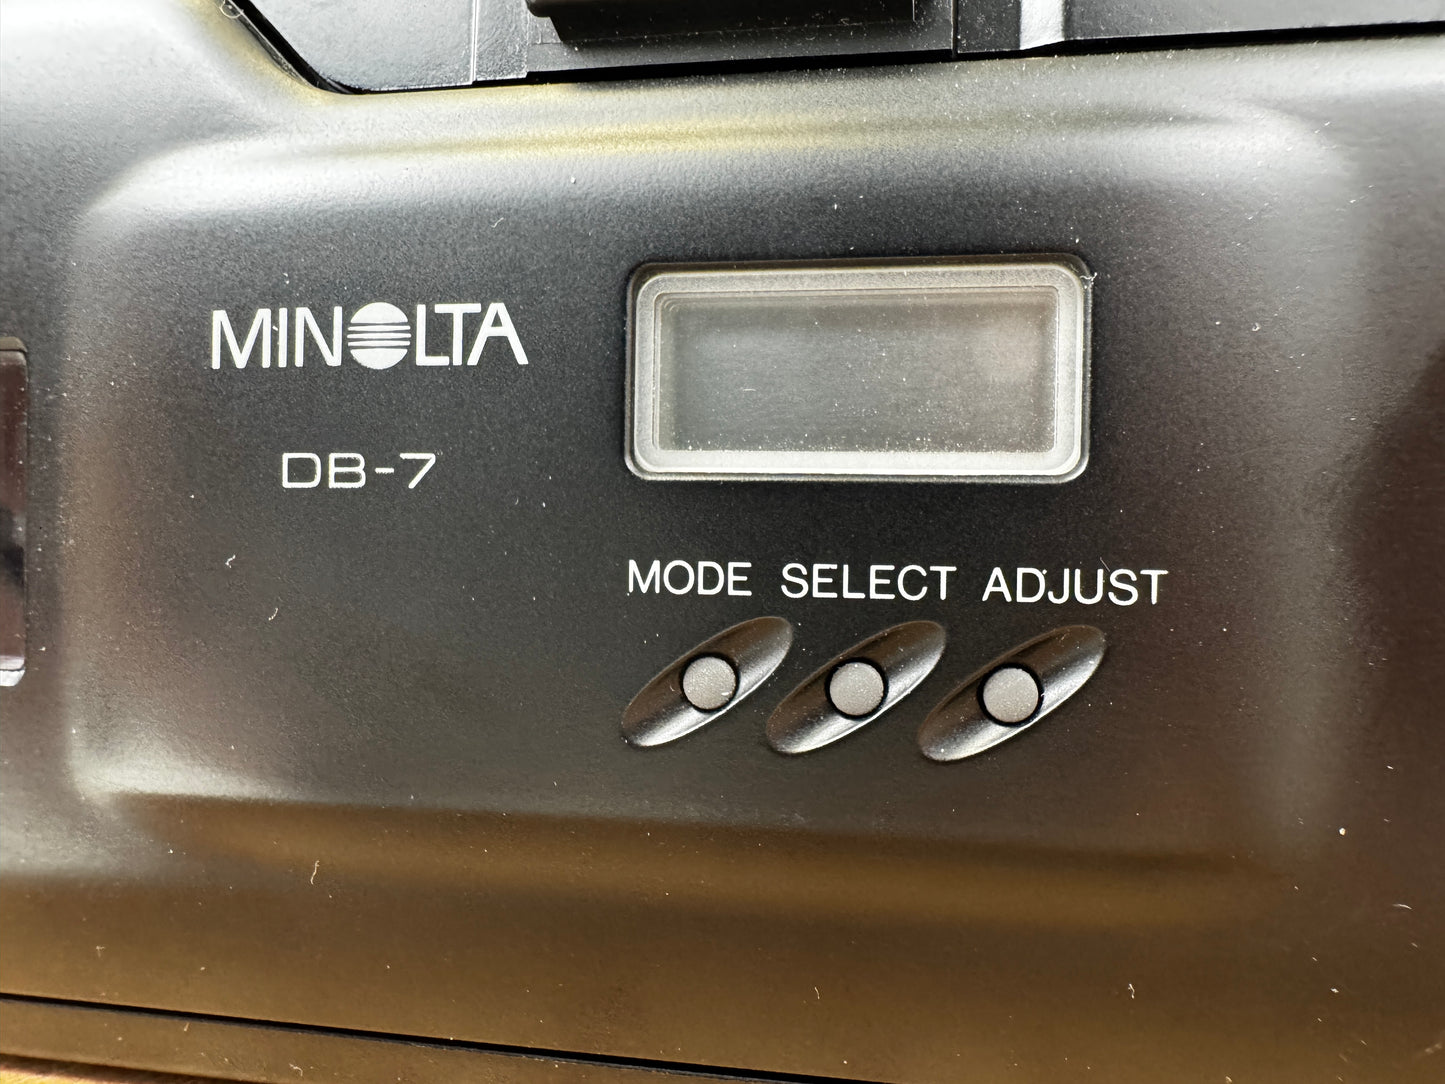 MINOLTA
DB-7
MODE SELECT ADJUST